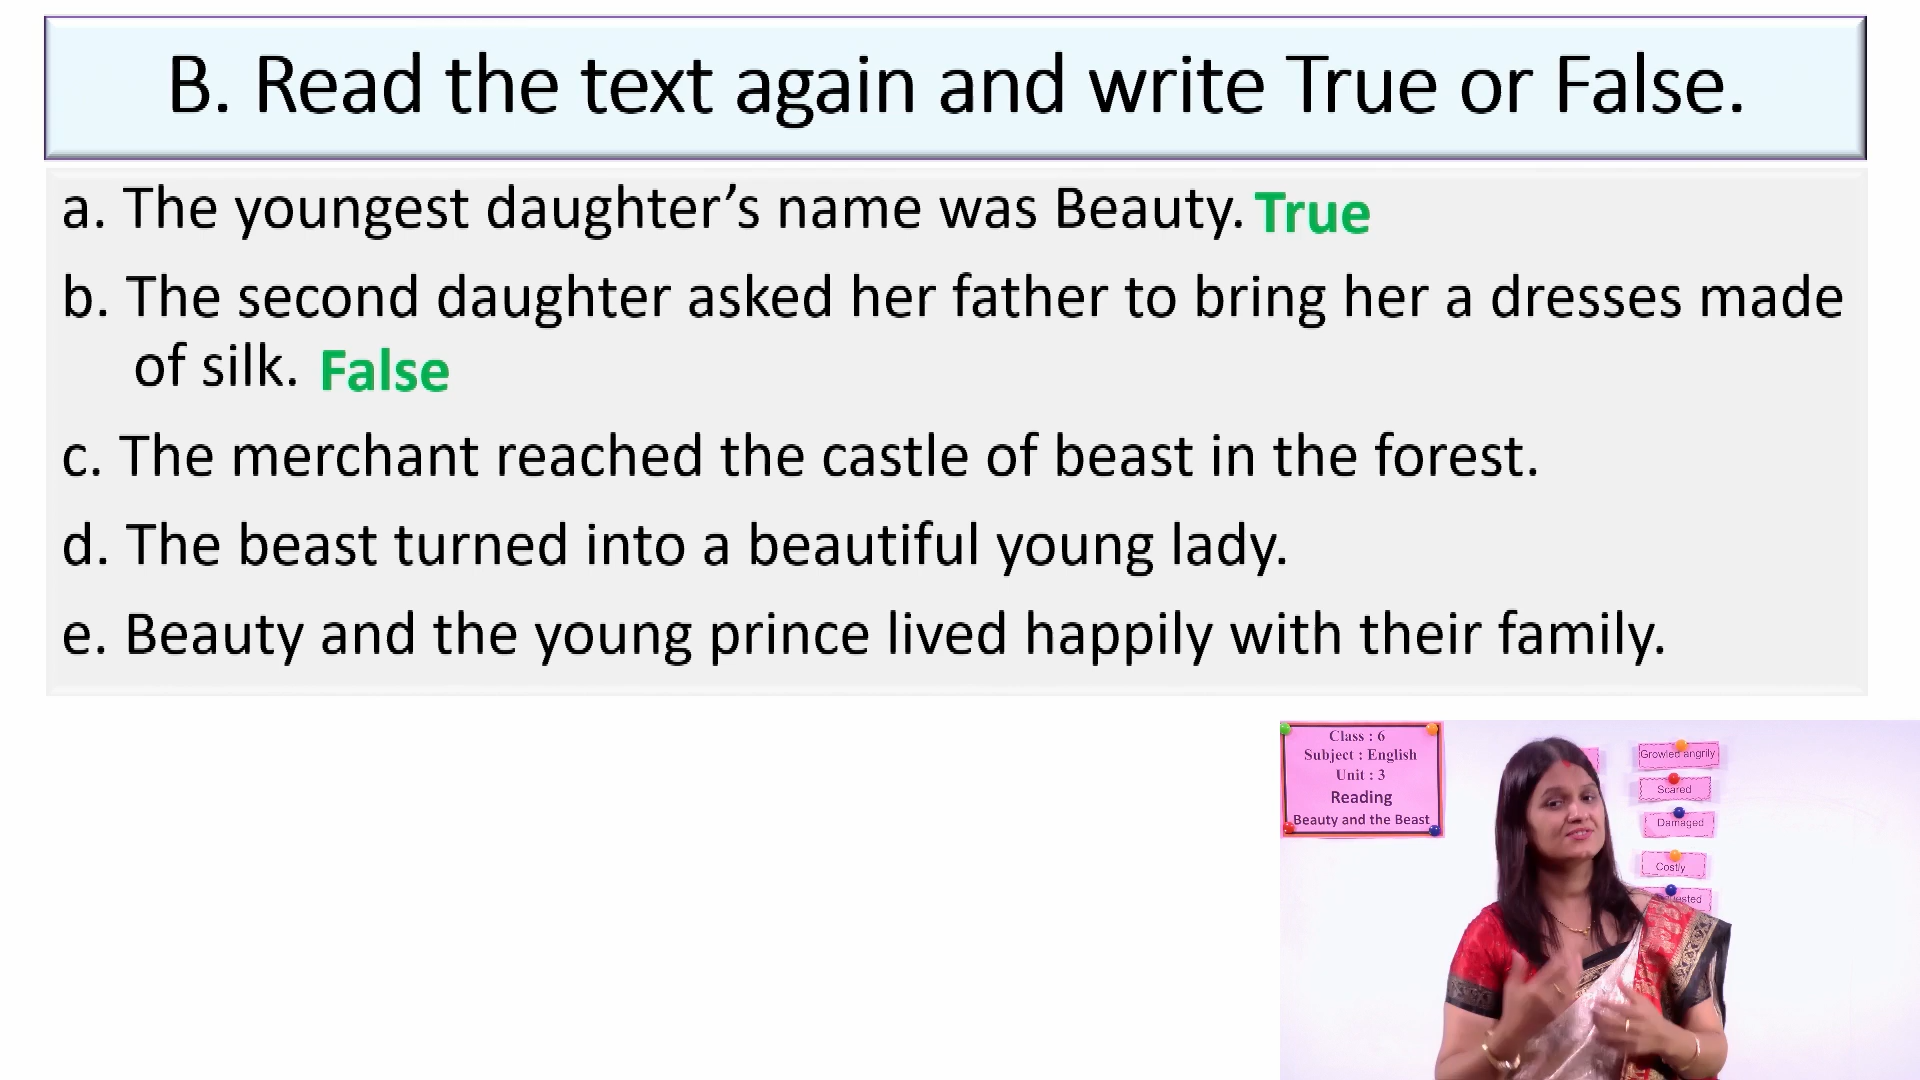 B. Read the text again and write True or False.
a. The youngest daughter’s name was Beauty. True
b. The second daughter asked her father to bring her a dresses made
of silk. False
c. The merchant reached the castle of beast in the forest.
d. The beast turned into a beautiful young lady.
e. Beauty and the young prince lived happily with their family.
Class : 6
Subject : English
Unit : 3
Reading
Beauty and the Beast
Growled angrily
Scared
Damaged
Costly